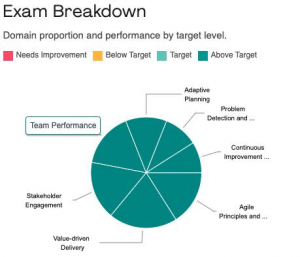 Exam Breakdown
Domain proportion and performance by target level.
Needs Improvement Below Target Target Above Target
Adaptive
Planning
Problem
Detection and ...
Team Performance
Continuous
Improvement ...
Stakeholder
Engagement
Agile
Principles and ...
Value-driven
Delivery